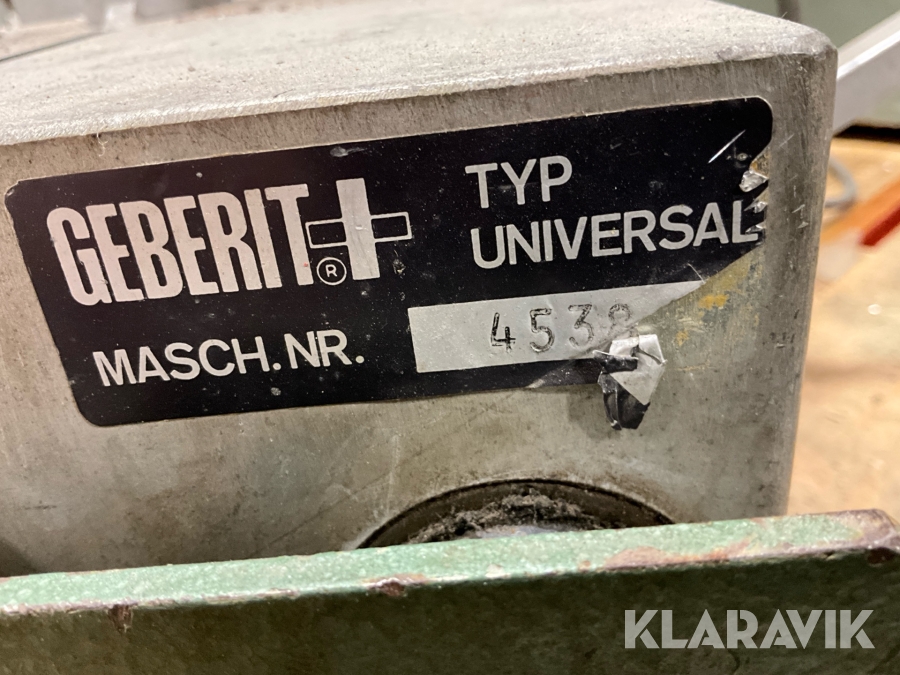 GEBERIT ®
TYP
UNIVERSAL
MASCH.NR.
KLARAVIK